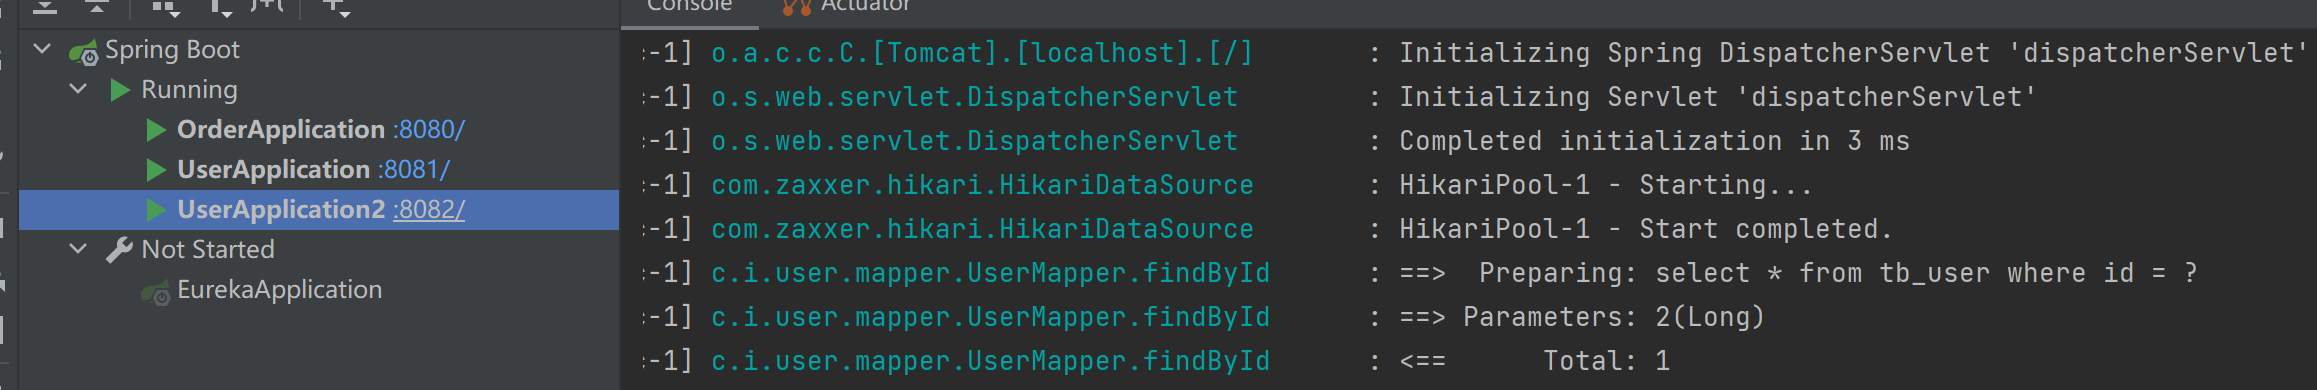 Console
Actuator
Spring Boot
Running
OrderApplication :8080/
UserApplication :8081/
UserApplication2 :8082/
Not Started
EurekaApplication
-1] o.a.c.c.C.[Tomcat].[localhost].[/] : Initializing Spring DispatcherServlet 'dispatcherServlet'
-1] o.s.web.servlet.DispatcherServlet : Initializing Servlet 'dispatcherServlet'
-1] o.s.web.servlet.DispatcherServlet : Completed initialization in 3 ms
-1] com.zaxxer.hikari.HikariDataSource : HikariPool-1 - Starting...
-1] com.zaxxer.hikari.HikariDataSource : HikariPool-1 - Start completed.
-1] c.i.user.mapper.UserMapper.findById : ==>  Preparing: select * from tb_user where id = ?
-1] c.i.user.mapper.UserMapper.findById : ==> Parameters: 2(Long)
-1] c.i.user.mapper.UserMapper.findById : <==      Total: 1